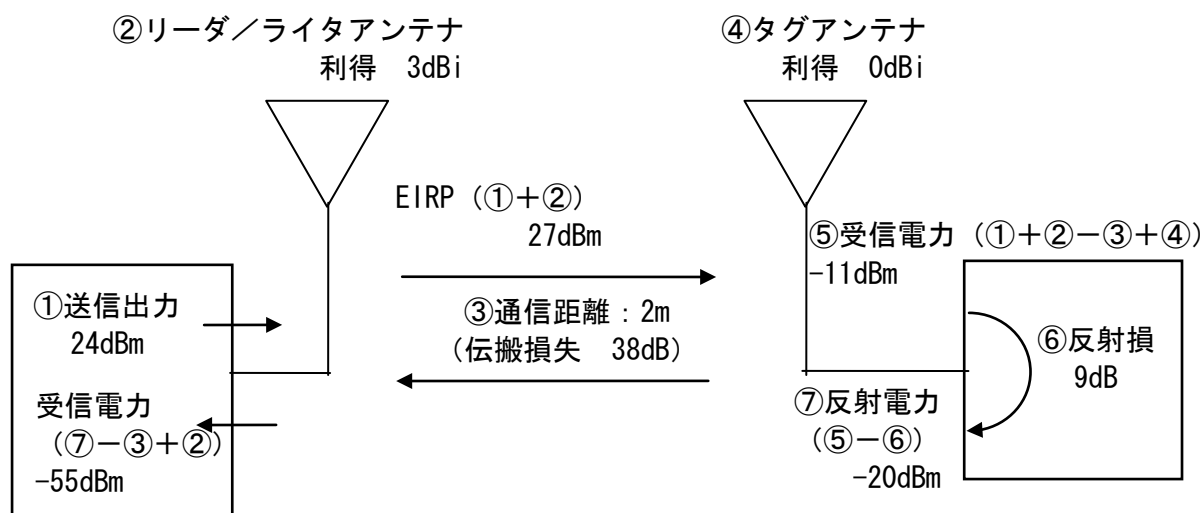 ②リーダ／ライタアンテナ
利得　3dBi
④タグアンテナ
利得　0dBi
EIRP（①＋②）
27dBm
⑤受信電力（①＋②－③＋④）
-11dBm
①送信出力
24dBm
③通信距離：2m
（伝搬損失　38dB）
⑥反射損
9dB
受信電力
（⑦－③＋②）
-55dBm
⑦反射電力
（⑤－⑥）
-20dBm